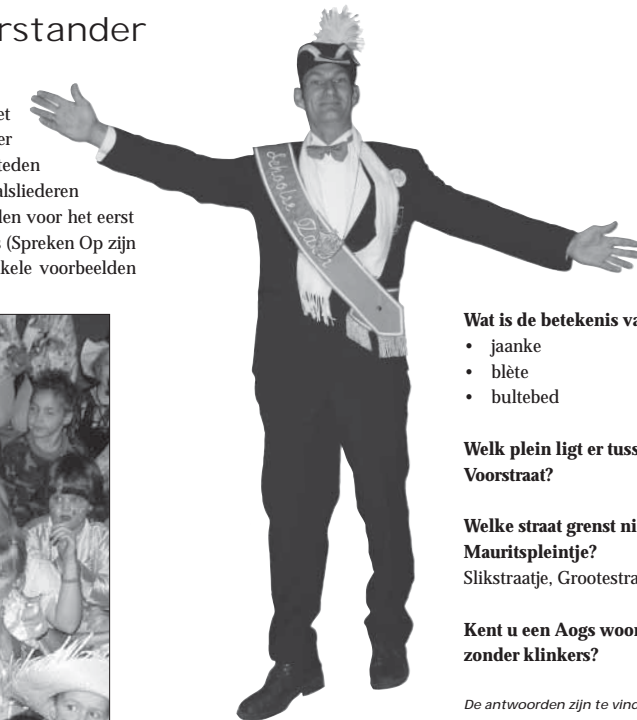 rstander
et
er
teden
alsliederen
len voor het eerst
s (Spreken Op zijn
kele voorbeelden
Schoolse Zaken
Wat is de betekenis va
• jaanke
• blète
• bultebed
Welk plein ligt er tuss
Voorstraat?
Welke straat grenst ni
Mauritspleintje?
Slikstraatje, Grootestra
Kent u een Aogs woor
zonder klinkers?
De antwoorden zijn te vind